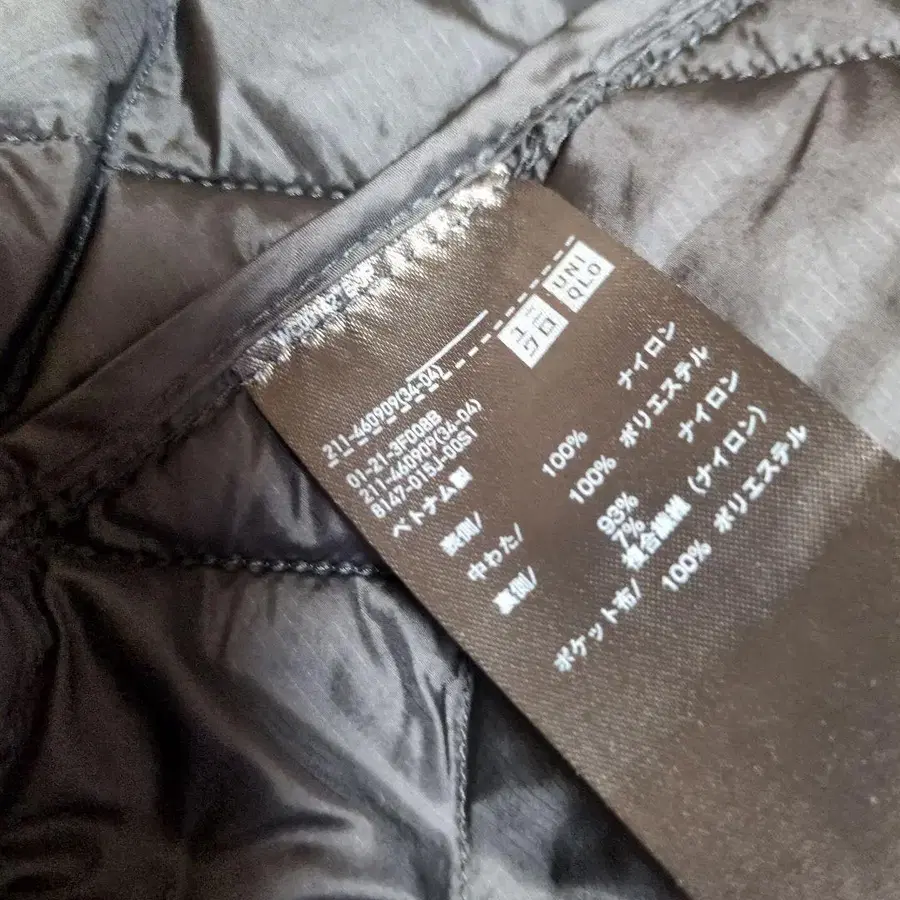 UNI
QLO
ユニ
クロ
211-460909(34-04)
01-21-3F008B
211-460909(34-04)
8147-015J-00S1
ベトナム製
表側/ 100% ナイロン
中わた/ 100% ポリエステル
裏側/ 93% ナイロン
7% 複合繊維 (ナイロン)
ポケット布/ 100% ポリエステル